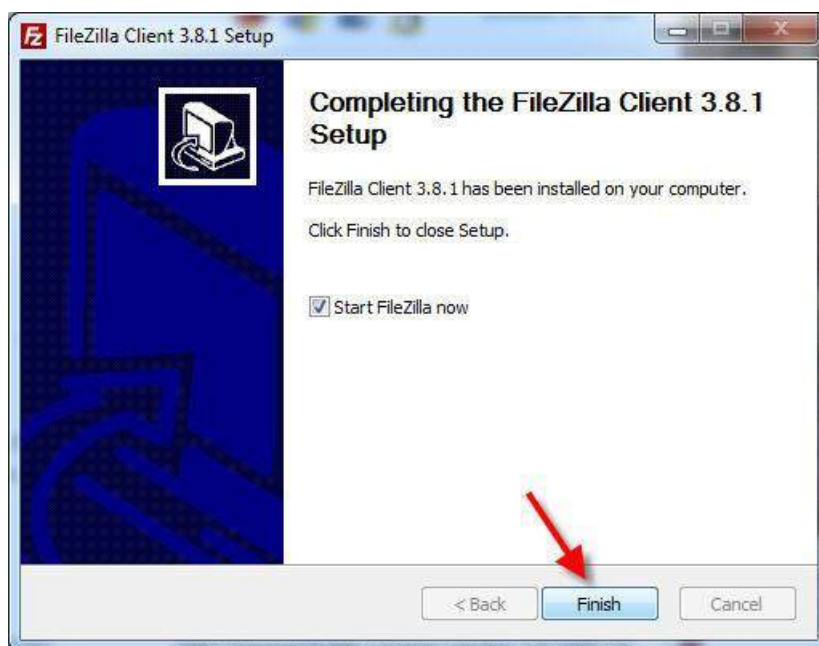 FileZilla Client 3.8.1 Setup
Completing the FileZilla Client 3.8.1
Setup
FileZilla Client 3.8.1 has been installed on your computer.
Click Finish to close Setup.
Start FileZilla now
< Back Finish Cancel